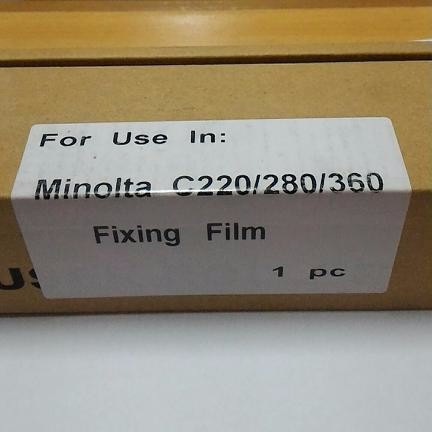 For Use In:
Minolta C220/280/360
Fixing Film
1 pc